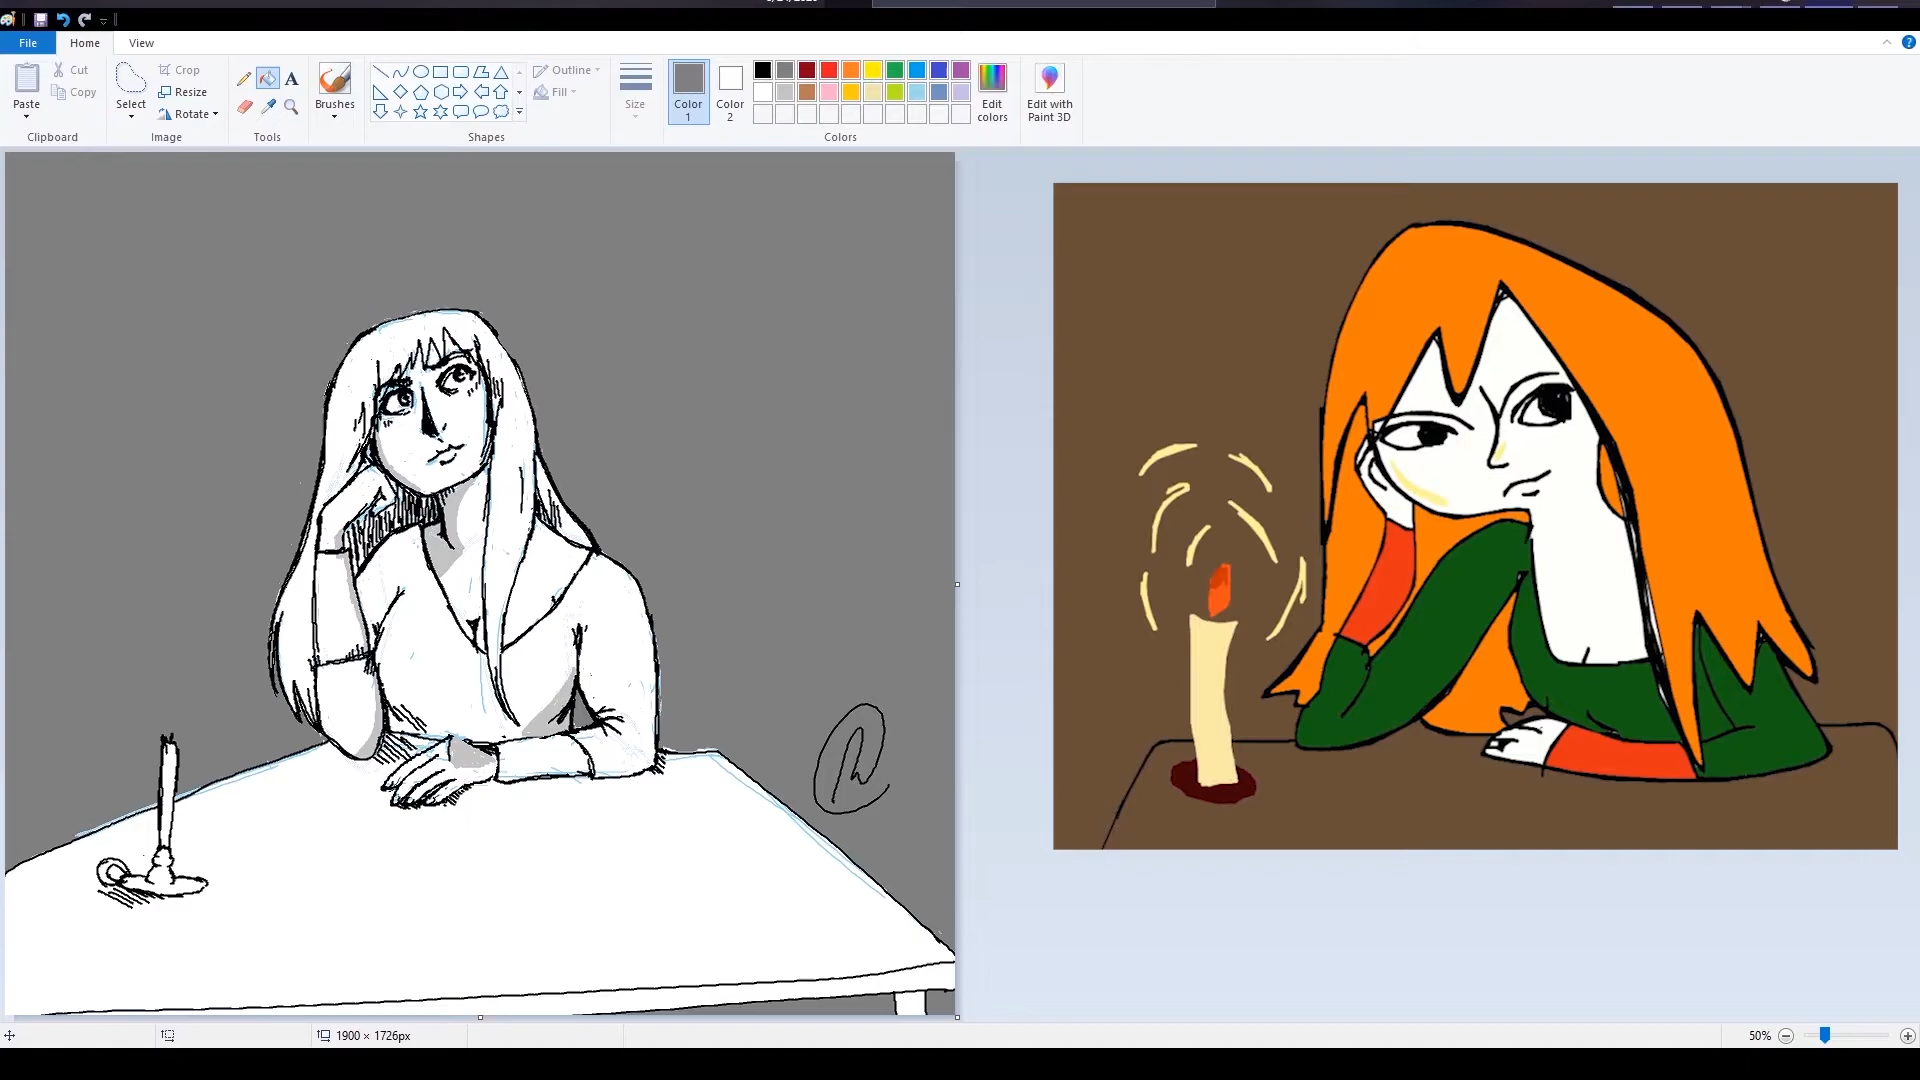 File Home View
Paste Cut Copy
Clipboard
Select Crop Resize Rotate
Image
A
Tools
Brushes
Outline
Fill
Shapes
Size
Color 1
Color 2
Edit colors
Colors
Edit with Paint 3D
1900 × 1726px
50%